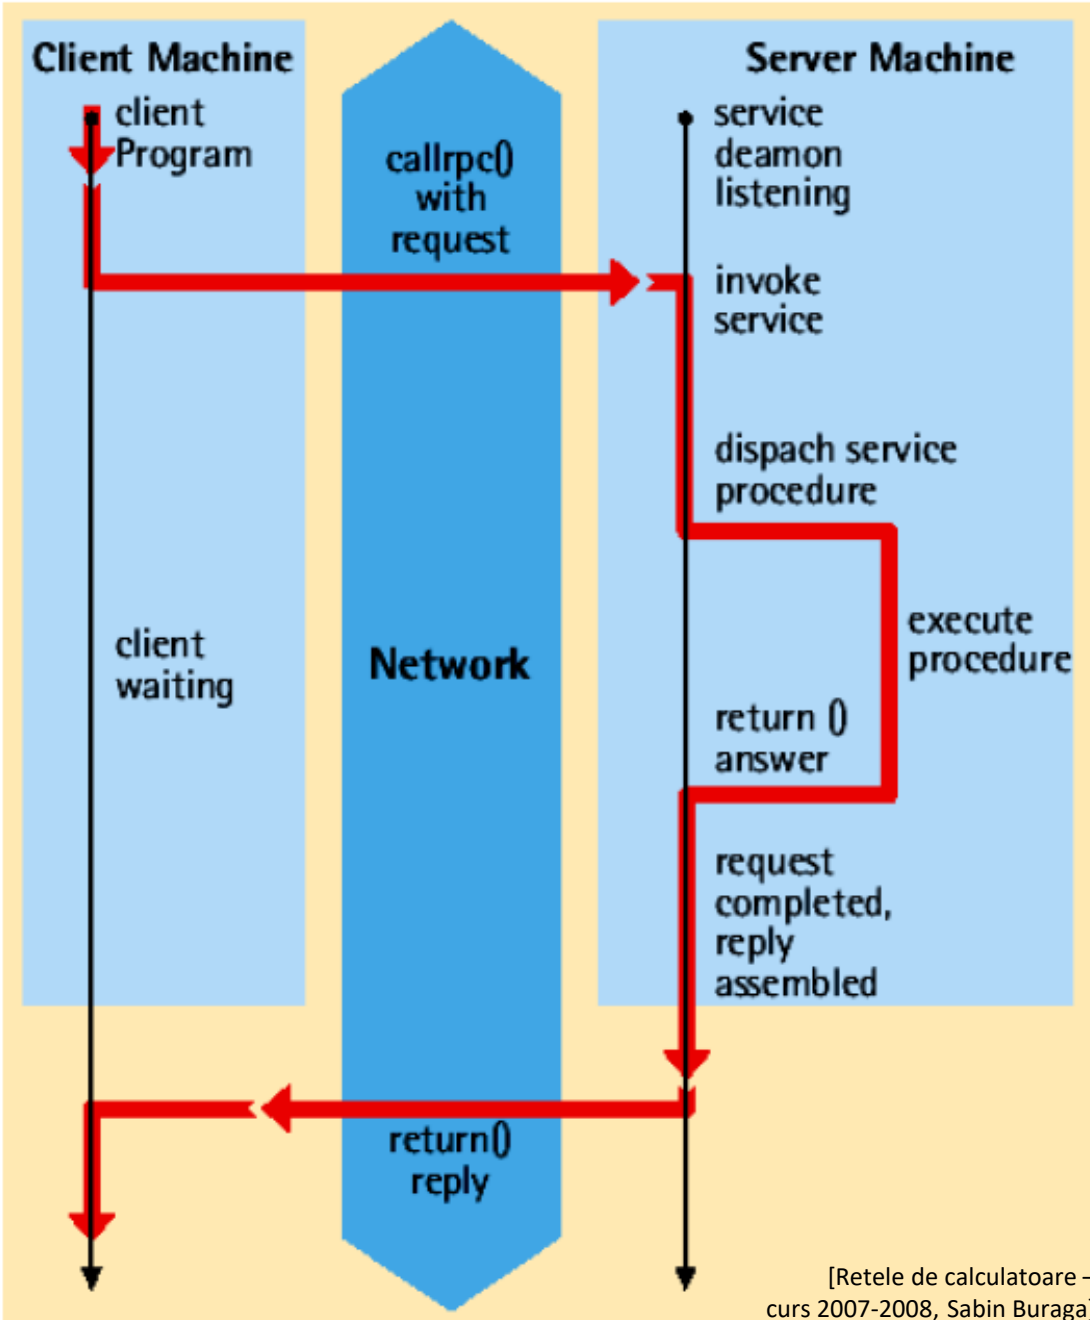 Client Machine
client
Program
callrpc()
with
request
Server Machine
service
deamon
listening
invoke
service
dispach service
procedure
client
waiting
Network
execute
procedure
return ()
answer
request
completed,
reply
assembled
return()
reply
[Retele de calculatoare –
curs 2007-2008, Sabin Buraga]